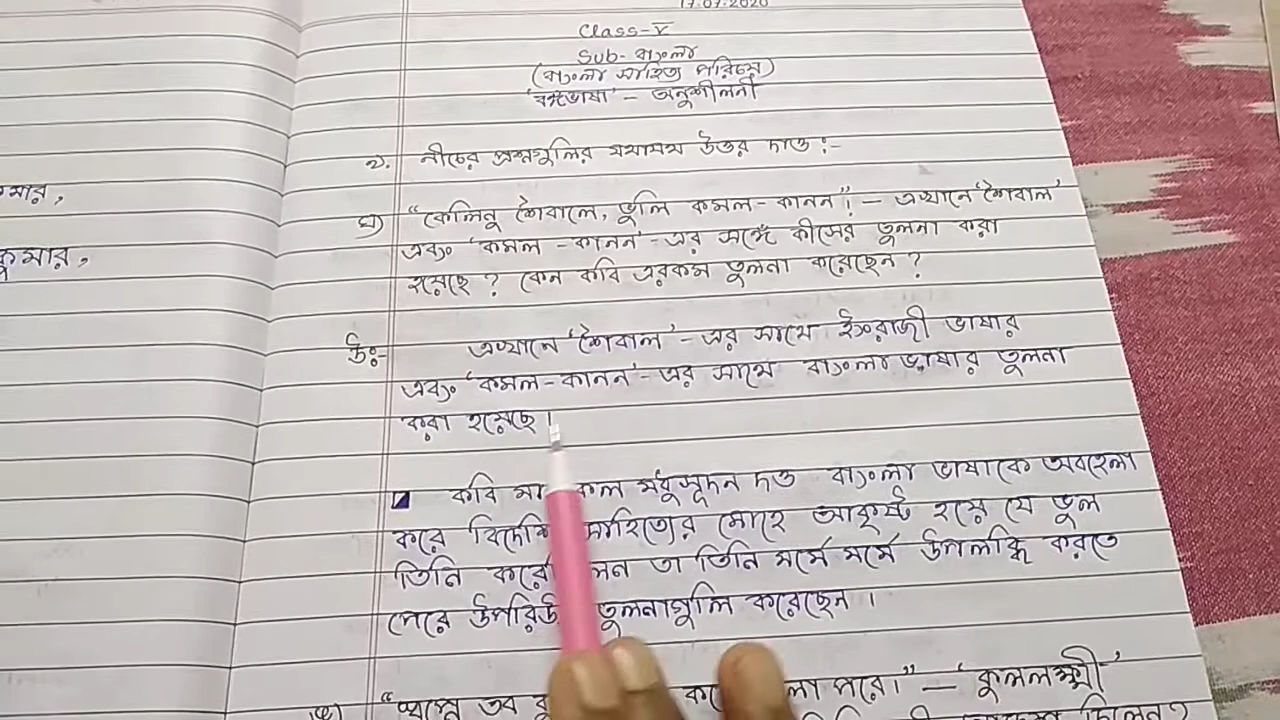 17.07.2020
Class-V
Sub- বাংলা
(বাংলা সাহিত্য পরিচয়)
'বঙ্গভাষা' - অনুশীলনী
২. নীচের প্রশ্নগুলির যথাযথ উত্তর দাও :-
ঘ) "কেলিনু শৈবালে, ভুলি কমল-কানন"! - এখানে 'শৈবাল'
এবং 'কমল-কানন'-এর সঙ্গে কীসের তুলনা করা
হয়েছে? কেন কবি এরকম তুলনা করেছেন?
উঃ- এখানে 'শৈবাল'-এর সাথে ইংরাজী ভাষার
এবং 'কমল-কানন'-এর সাথে বাংলা ভাষার তুলনা
করা হয়েছে।
কবি মধুসূদন দত্ত বাংলা ভাষাকে অবহেলা
করে সাহিত্যের মোহে আকৃষ্ট হয়ে যে ভুল
তিনি তা তিনি মর্মে মর্মে উপলব্ধি করতে
পেরে তুলনাগুলি করেছেন।
ঙ) "স্বপ্নে তব পরে।" - 'কুললক্ষ্মী'
মার,
কুমার,